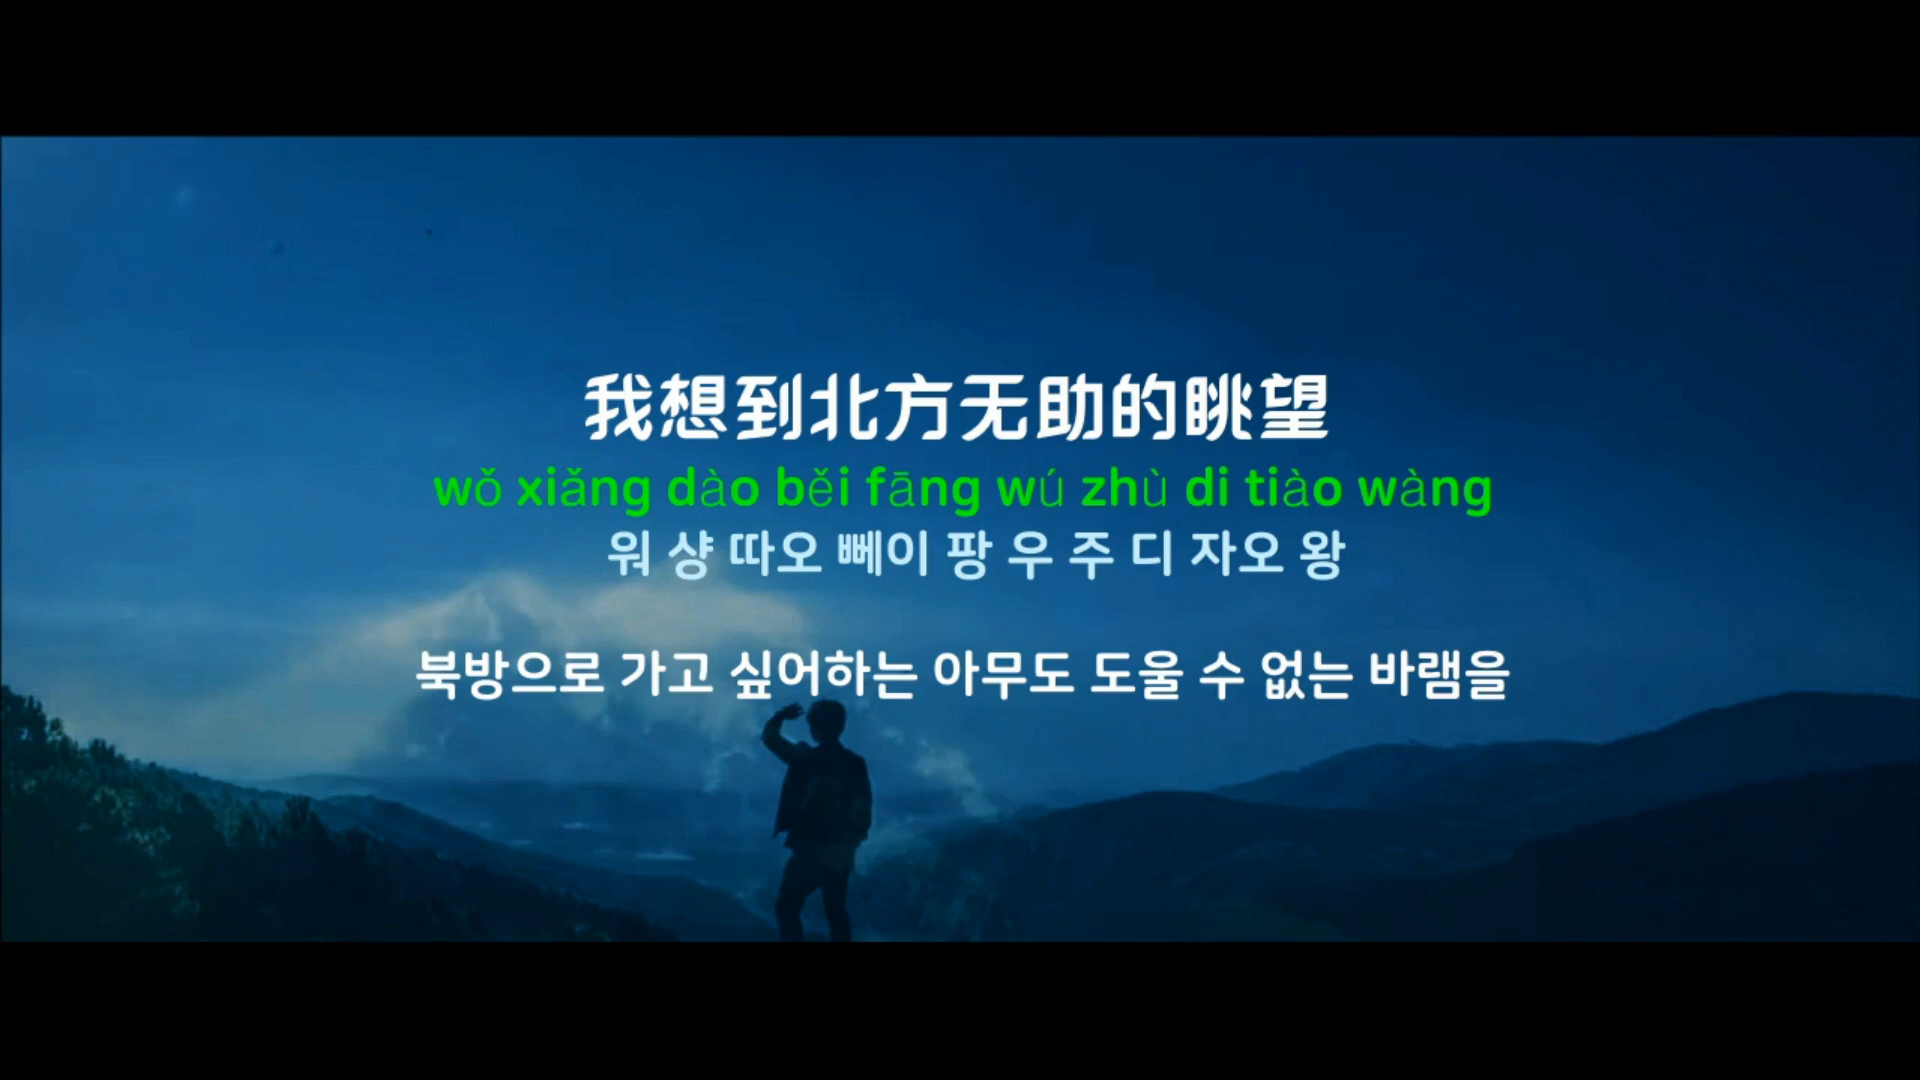 我想到北方无助的眺望
wǒ xiǎng dào běi fāng wú zhù di tiào wàng
워 샹 따오 뻬이 팡 우 주 디 쟈오 왕
북방으로 가고 싶어하는 아무도 도울 수 없는 바램을